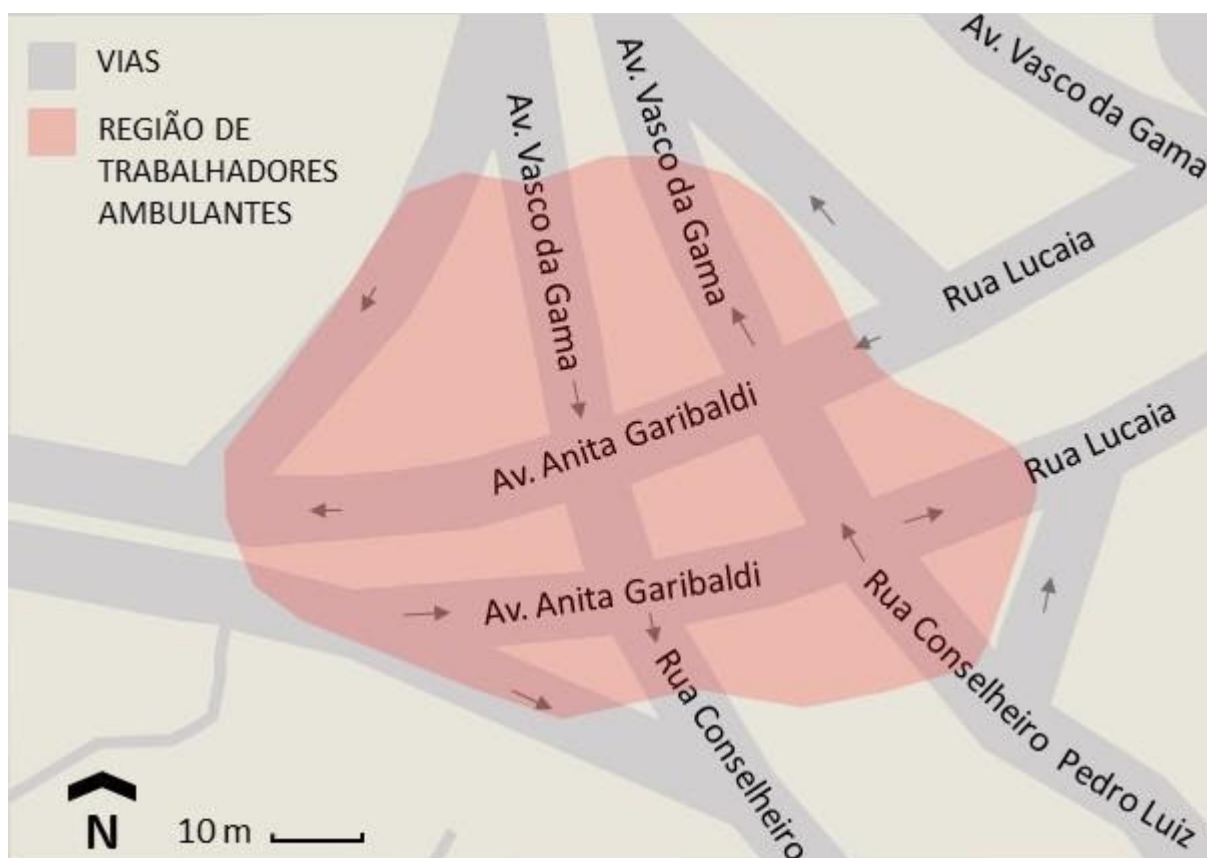 VIAS
REGIÃO DE
TRABALHADORES
AMBULANTES
Av. Vasco da Gama
Av. Vasco da Gama
Av. Vasco da Gama
Rua Lucaia
Av. Anita Garibaldi
Rua Lucaia
Av. Anita Garibaldi
Rua Conselheiro Pedro Luiz
Rua Conselheiro
N
10 m